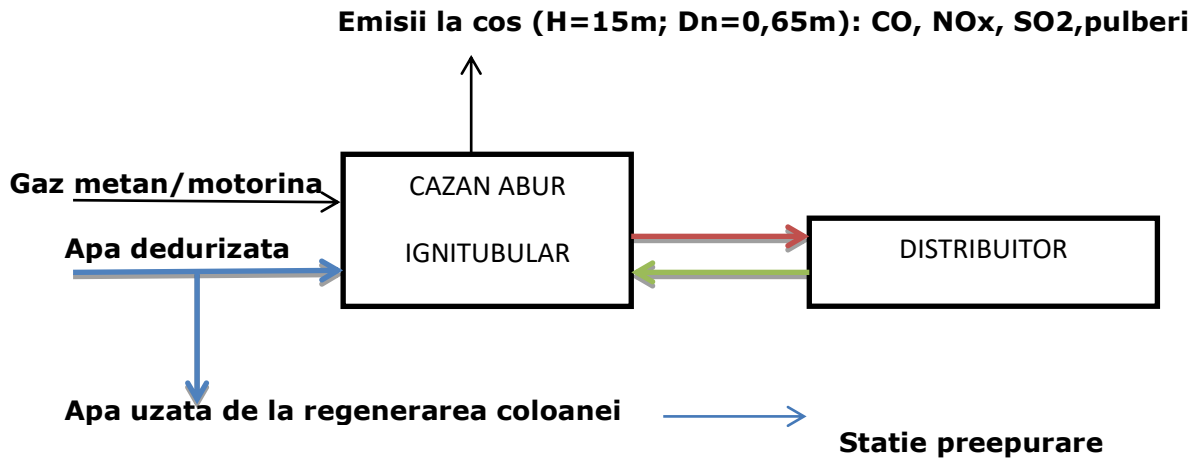 Emisii la cos (H=15m; Dn=0,65m): CO, NOx, SO2,pulberi
Gaz metan/motorina
CAZAN ABUR
Apa dedurizata
IGNITUBULAR
DISTRIBUITOR
Apa uzata de la regenerarea coloanei
Statie preepurare